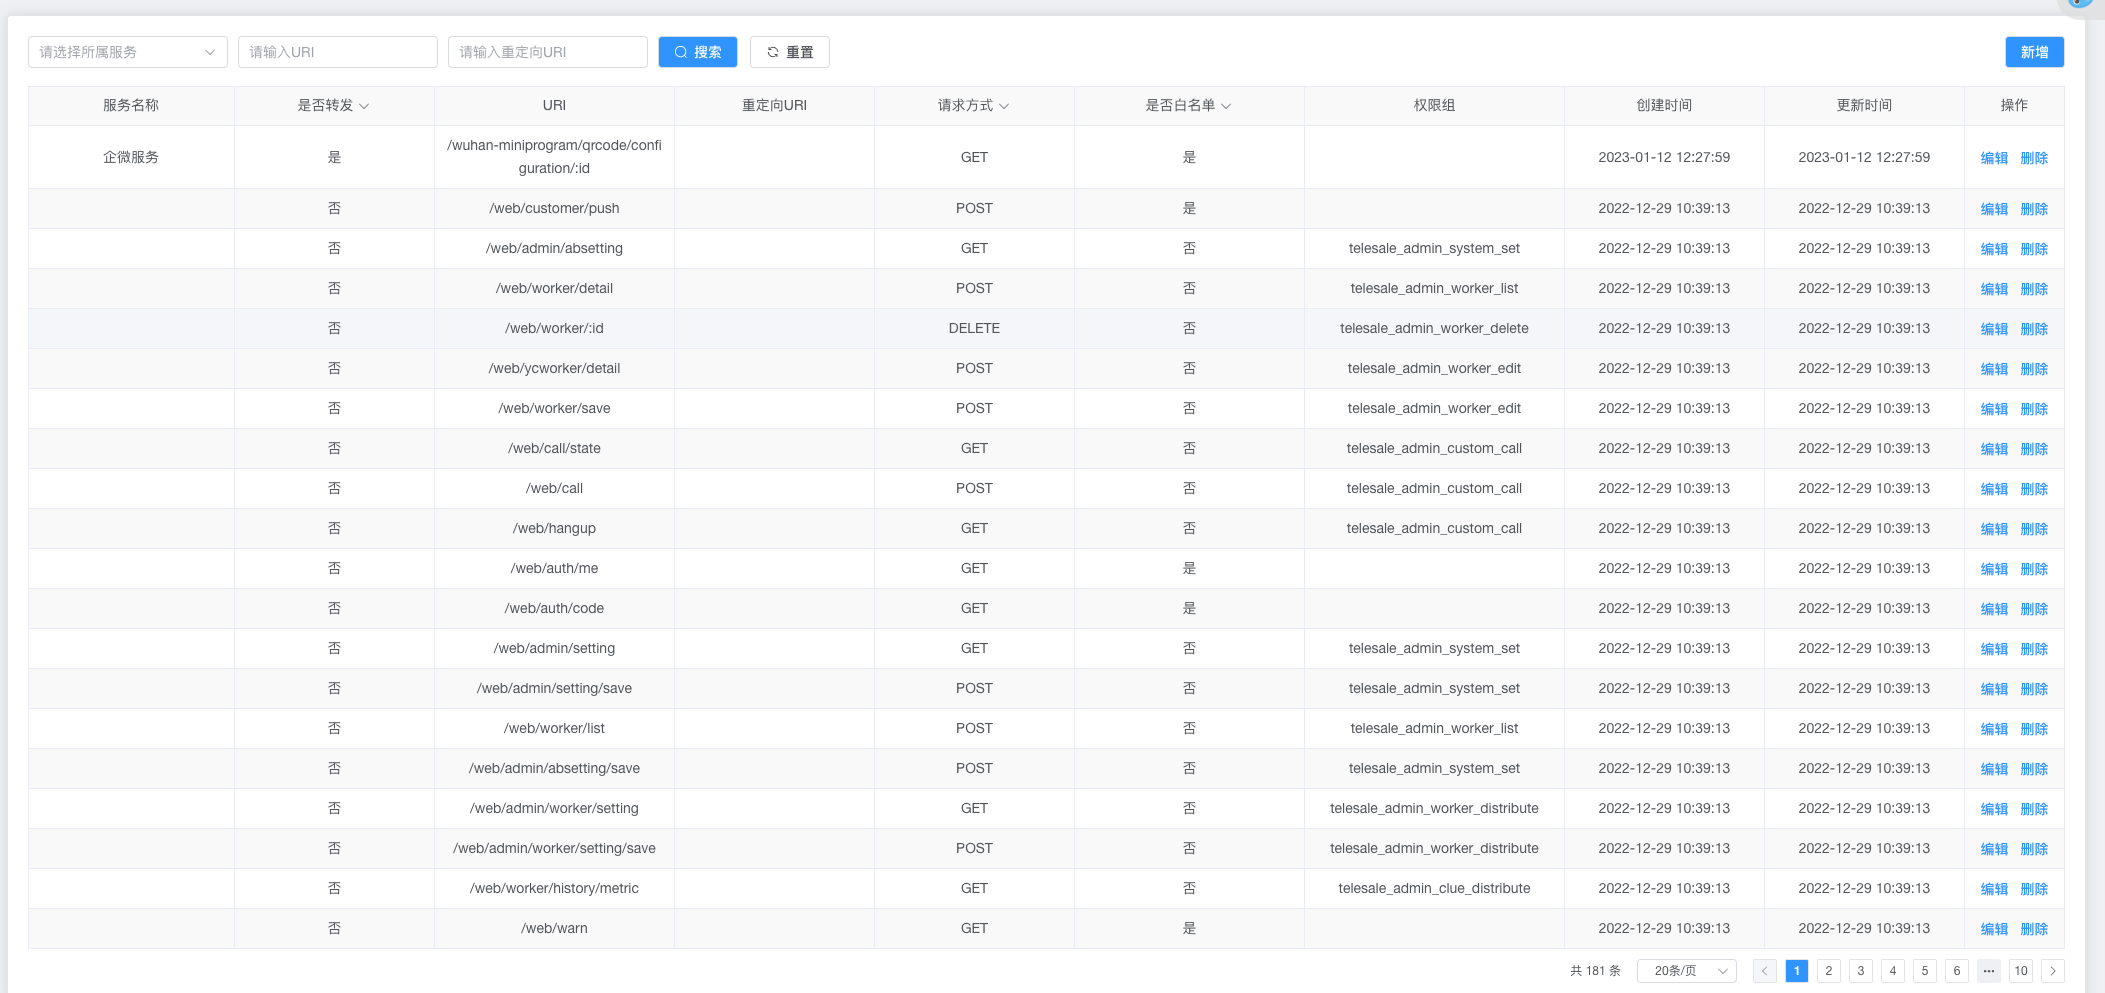 请选择所属服务 请输入URI 请输入重定向URI 搜索 重置 新增
服务名称 是否转发 URI 重定向URI 请求方式 是否白名单 权限组 创建时间 更新时间 操作
企微服务 是 /wuhan-miniprogram/qrcode/confi GET 是 2023-01-12 12:27:59 2023-01-12 12:27:59 编辑 删除
guration/:id
否 /web/customer/push POST 是 2022-12-29 10:39:13 2022-12-29 10:39:13 编辑 删除
否 /web/admin/absetting GET 否 telesale_admin_system_set 2022-12-29 10:39:13 2022-12-29 10:39:13 编辑 删除
否 /web/worker/detail POST 否 telesale_admin_worker_list 2022-12-29 10:39:13 2022-12-29 10:39:13 编辑 删除
否 /web/worker/:id DELETE 否 telesale_admin_worker_delete 2022-12-29 10:39:13 2022-12-29 10:39:13 编辑 删除
否 /web/ycworker/detail POST 否 telesale_admin_worker_edit 2022-12-29 10:39:13 2022-12-29 10:39:13 编辑 删除
否 /web/worker/save POST 否 telesale_admin_worker_edit 2022-12-29 10:39:13 2022-12-29 10:39:13 编辑 删除
否 /web/call/state GET 否 telesale_admin_custom_call 2022-12-29 10:39:13 2022-12-29 10:39:13 编辑 删除
否 /web/call POST 否 telesale_admin_custom_call 2022-12-29 10:39:13 2022-12-29 10:39:13 编辑 删除
否 /web/hangup GET 否 telesale_admin_custom_call 2022-12-29 10:39:13 2022-12-29 10:39:13 编辑 删除
否 /web/auth/me GET 是 2022-12-29 10:39:13 2022-12-29 10:39:13 编辑 删除
否 /web/auth/code GET 是 2022-12-29 10:39:13 2022-12-29 10:39:13 编辑 删除
否 /web/admin/setting GET 否 telesale_admin_system_set 2022-12-29 10:39:13 2022-12-29 10:39:13 编辑 删除
否 /web/admin/setting/save POST 否 telesale_admin_system_set 2022-12-29 10:39:13 2022-12-29 10:39:13 编辑 删除
否 /web/worker/list POST 否 telesale_admin_worker_list 2022-12-29 10:39:13 2022-12-29 10:39:13 编辑 删除
否 /web/admin/absetting/save POST 否 telesale_admin_system_set 2022-12-29 10:39:13 2022-12-29 10:39:13 编辑 删除
否 /web/admin/worker/setting GET 否 telesale_admin_worker_distribute 2022-12-29 10:39:13 2022-12-29 10:39:13 编辑 删除
否 /web/admin/worker/setting/save POST 否 telesale_admin_worker_distribute 2022-12-29 10:39:13 2022-12-29 10:39:13 编辑 删除
否 /web/worker/history/metric GET 否 telesale_admin_clue_distribute 2022-12-29 10:39:13 2022-12-29 10:39:13 编辑 删除
否 /web/warn GET 是 2022-12-29 10:39:13 2022-12-29 10:39:13 编辑 删除
共 181 条 20条/页 1 2 3 4 5 6 ••• 10